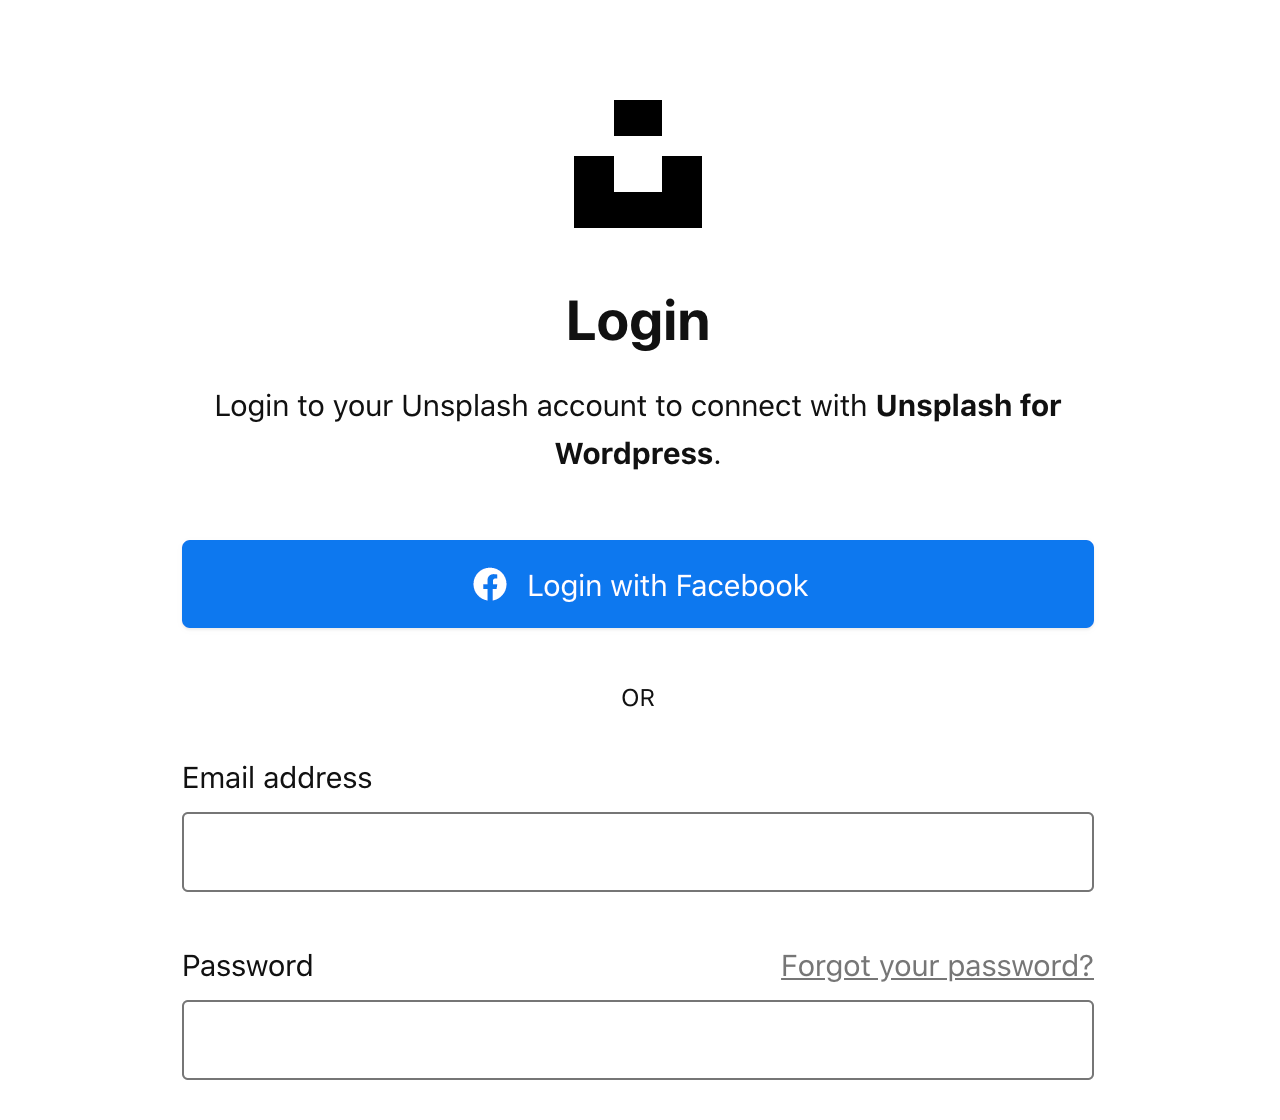 Login
Login to your Unsplash account to connect with Unsplash for
Wordpress.
Login with Facebook
OR
Email address
Password
Forgot your password?